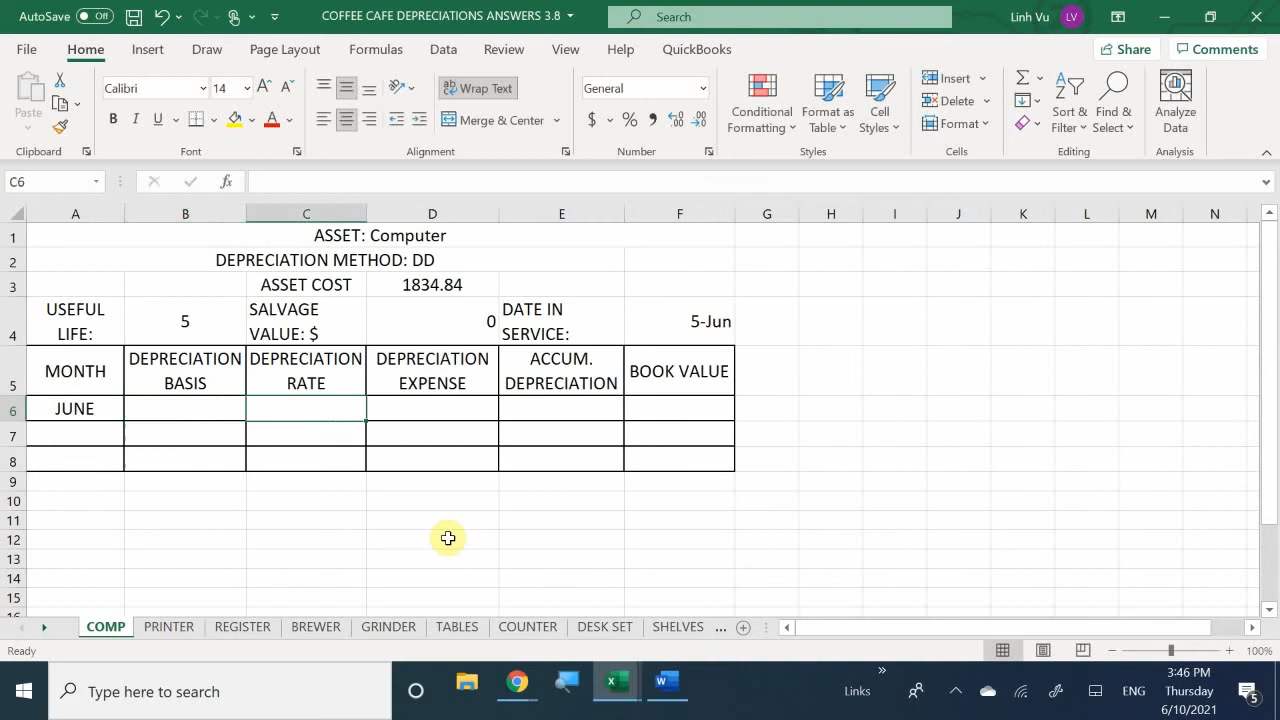 AutoSave Off COFFEE CAFE DEPRECIATIONS ANSWERS 3.8 Search Linh Vu LV
File Home Insert Draw Page Layout Formulas Data Review View Help QuickBooks Share Comments
Paste Calibri 14 A A ab Wrap Text General Conditional Formatting Format as Table Cell Styles Insert Delete Format Sort & Filter Find & Select Analyze Data
B I U A Merge & Center $ % 9
Clipboard Font Alignment Number Styles Cells Editing Analysis
C6 fx
A B C D E F G H I J K L M N
1 ASSET: Computer
2 DEPRECIATION METHOD: DD
3 ASSET COST 1834.84
4 USEFUL LIFE: 5 SALVAGE VALUE: $ 0 DATE IN SERVICE: 5-Jun
5 MONTH DEPRECIATION BASIS DEPRECIATION RATE DEPRECIATION EXPENSE ACCUM. DEPRECIATION BOOK VALUE
6 JUNE
7
8
9
10
11
12
13
14
15
COMP PRINTER REGISTER BREWER GRINDER TABLES COUNTER DESK SET SHELVES ...
Ready 100%
Type here to search Links ENG 3:46 PM
Thursday
6/10/2021
5